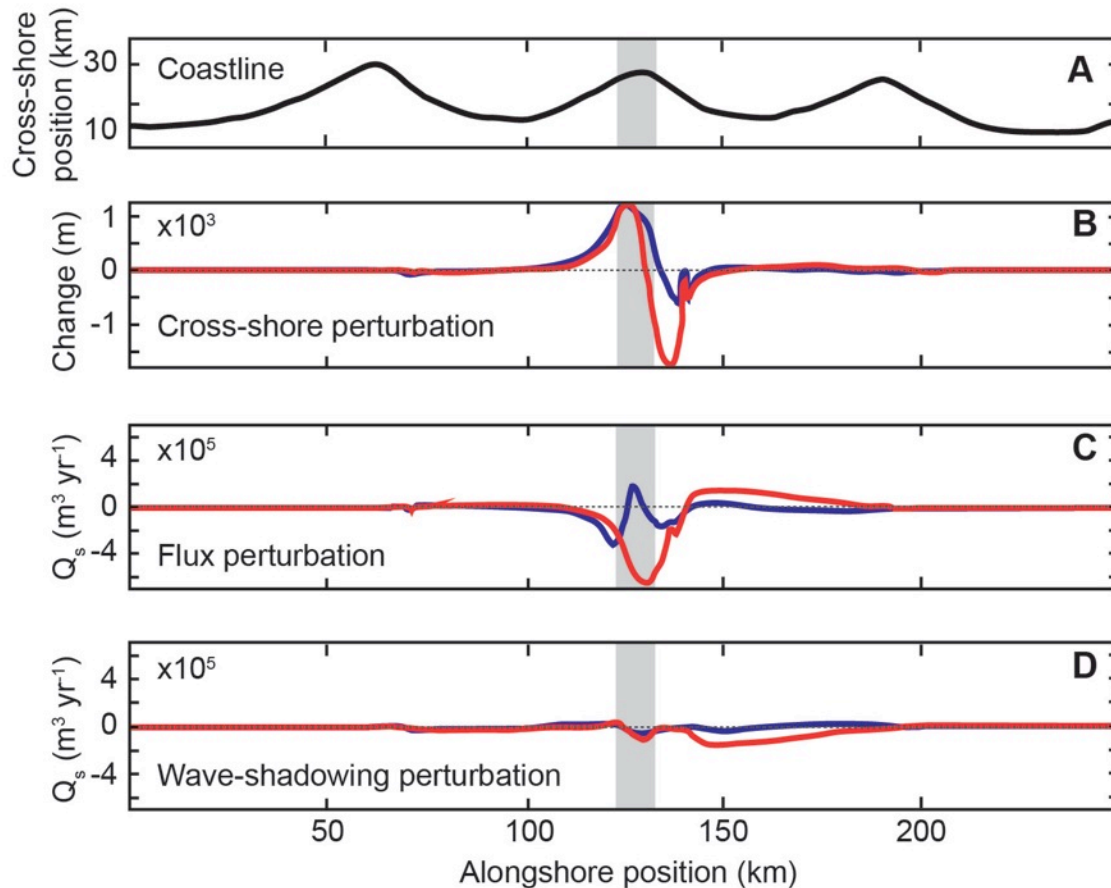 Cross-shore
position (km)
30
10
Coastline
A
Change (m)
1
0
-1
x10³
B
Cross-shore perturbation
Qₛ (m³ yr⁻¹)
4
0
-4
x10⁵
C
Flux perturbation
Qₛ (m³ yr⁻¹)
4
0
-4
x10⁵
D
Wave-shadowing perturbation
50
100
150
200
Alongshore position (km)